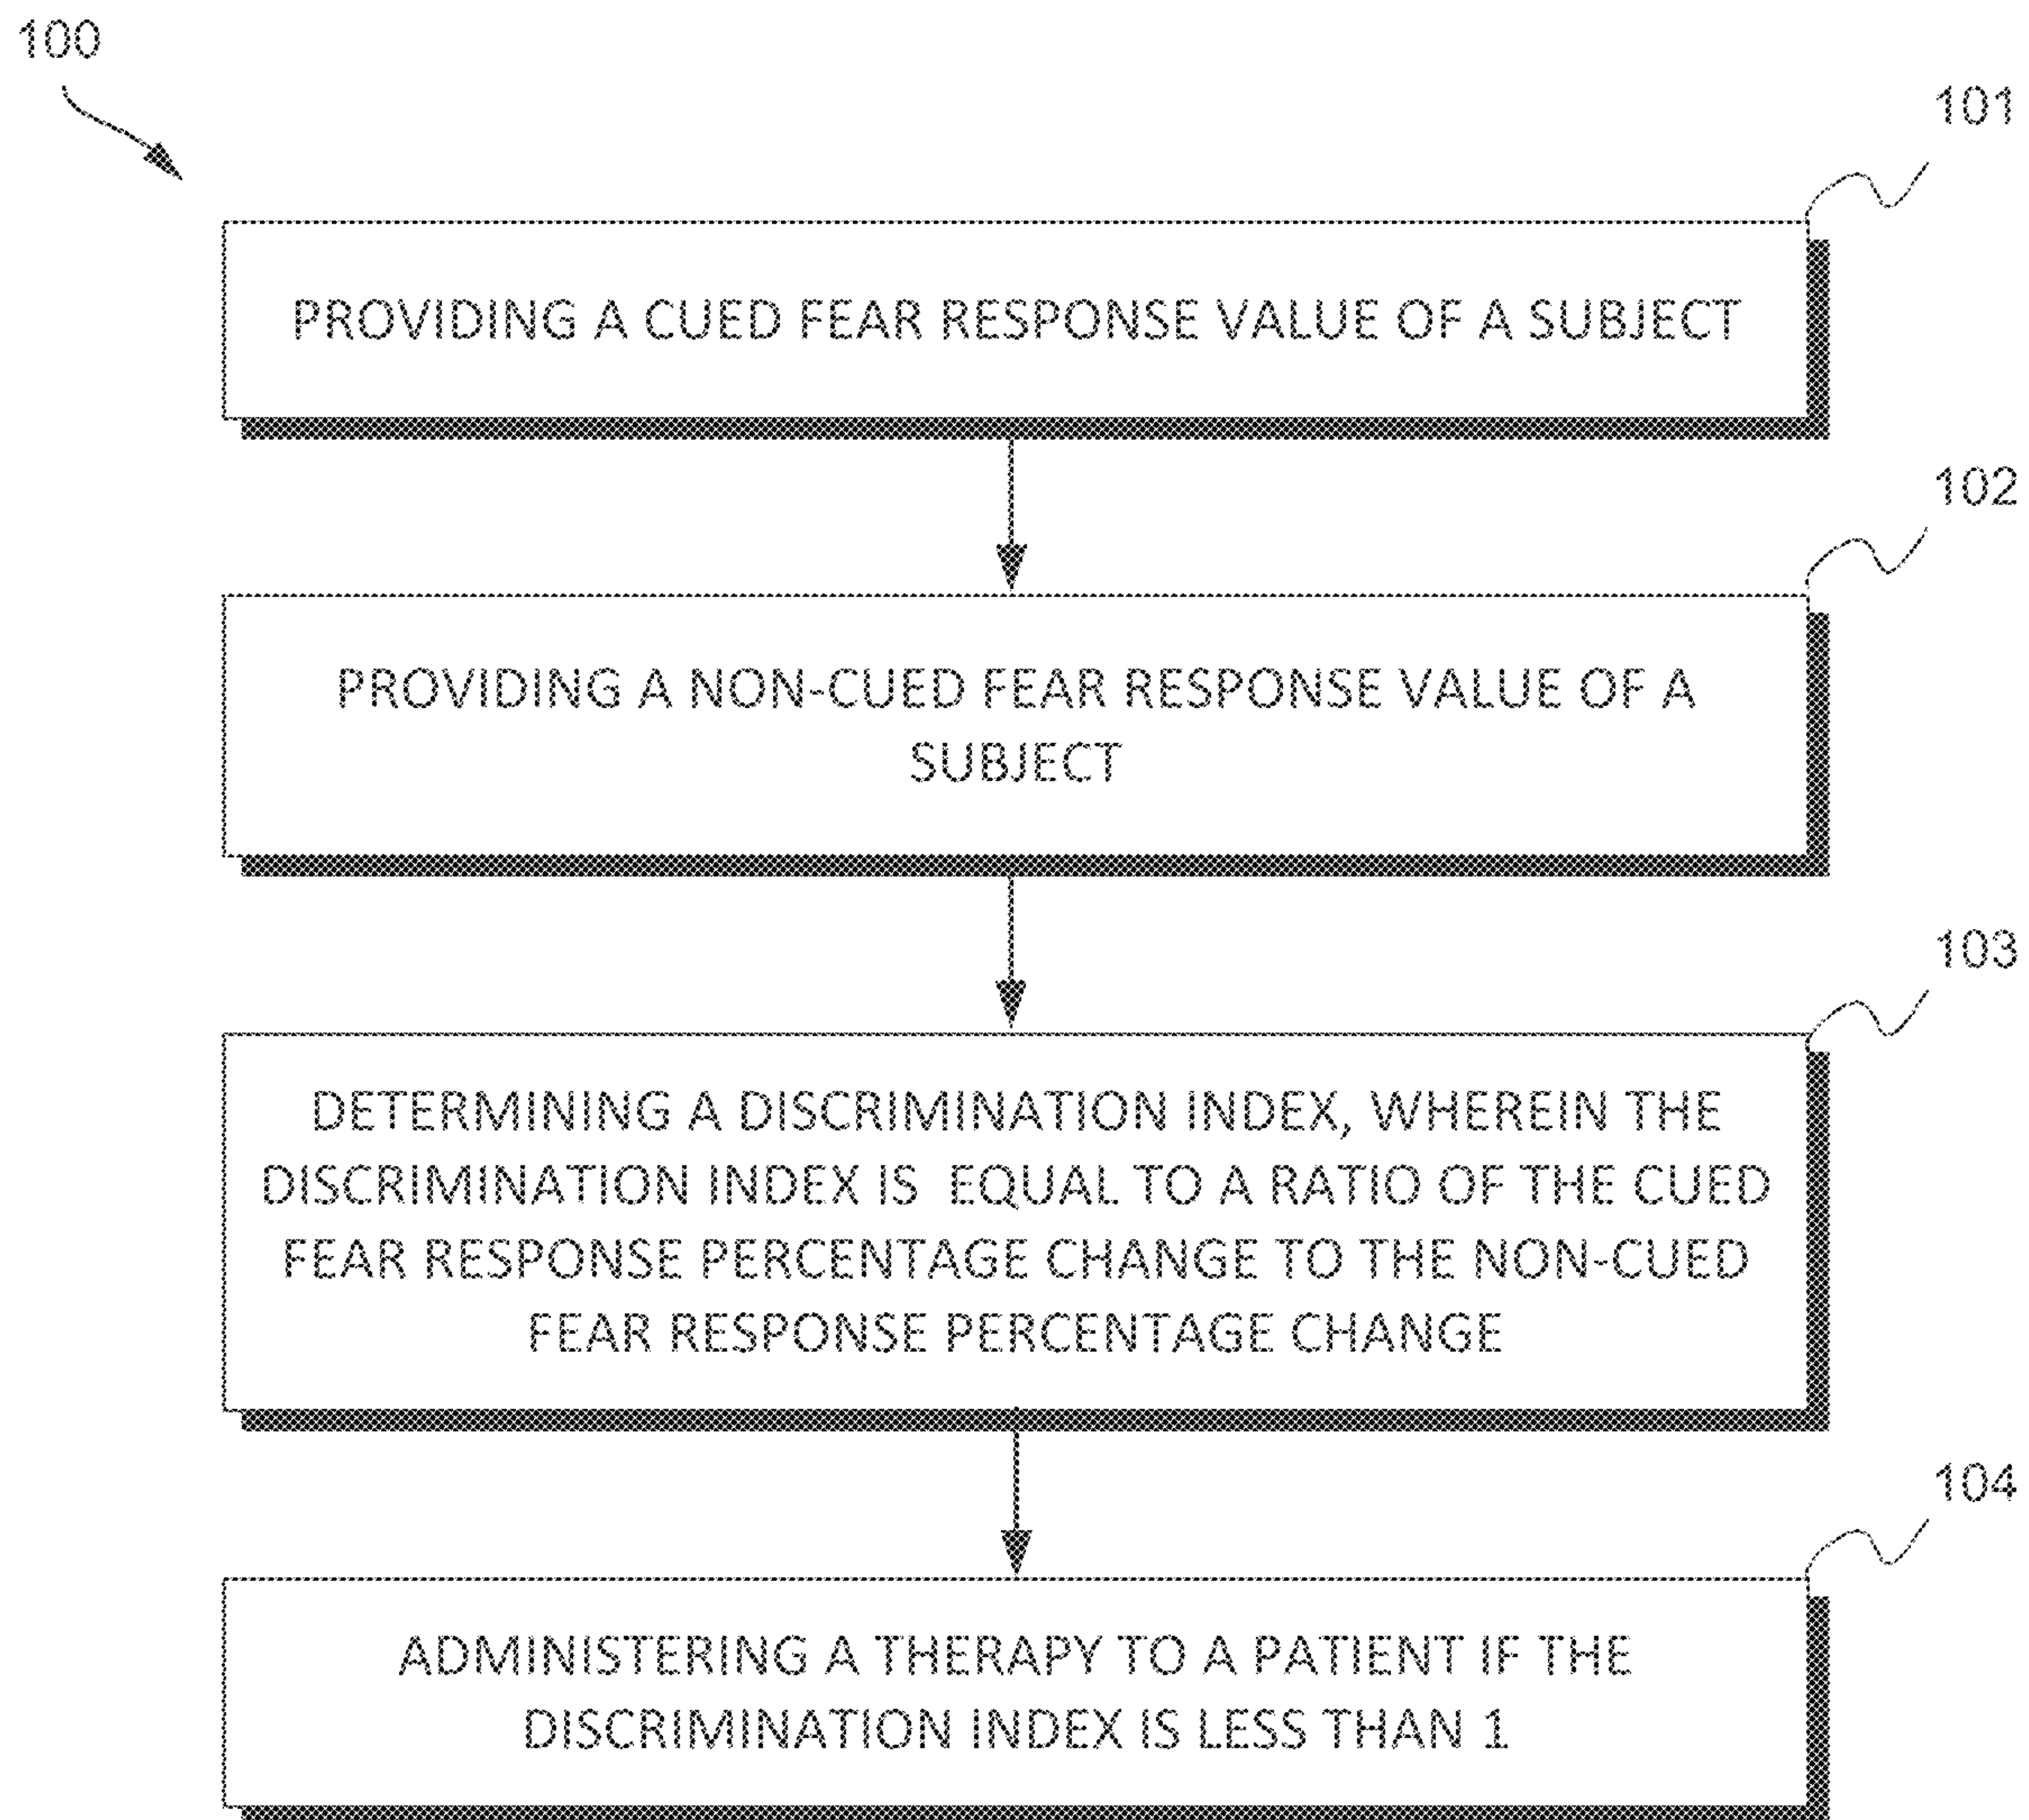 100
101
PROVIDING A CUED FEAR RESPONSE VALUE OF A SUBJECT
102
PROVIDING A NON-CUED FEAR RESPONSE VALUE OF A
SUBJECT
103
DETERMINING A DISCRIMINATION INDEX, WHEREIN THE
DISCRIMINATION INDEX IS EQUAL TO A RATIO OF THE CUED
FEAR RESPONSE PERCENTAGE CHANGE TO THE NON-CUED
FEAR RESPONSE PERCENTAGE CHANGE
104
ADMINISTERING A THERAPY TO A PATIENT IF THE
DISCRIMINATION INDEX IS LESS THAN 1